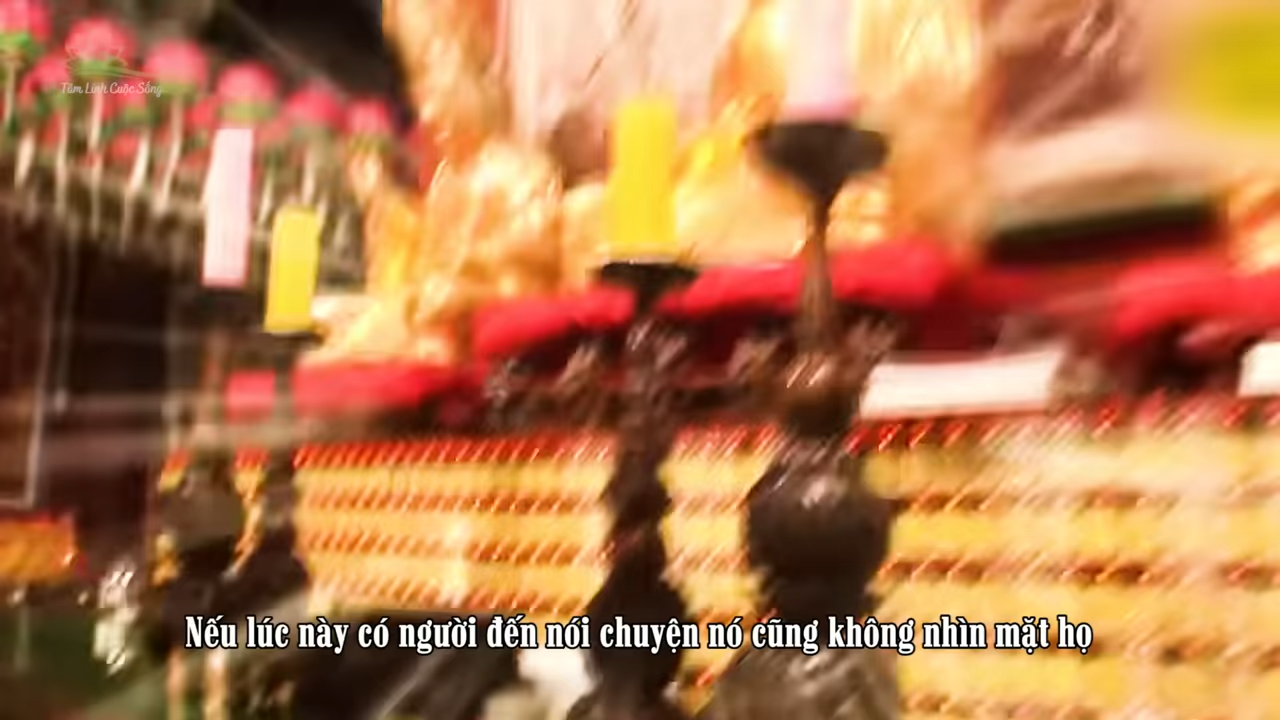 Tâm Linh Cuộc Sống
Nếu lúc này có người đến nói chuyện nó cũng không nhìn mặt họ